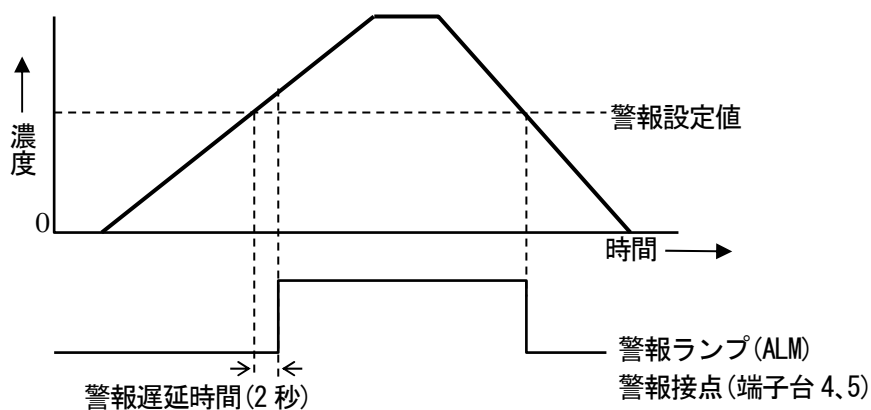 濃度
警報設定値
0
時間
警報ランプ(ALM)
警報接点(端子台 4、5)
警報遅延時間(2 秒)